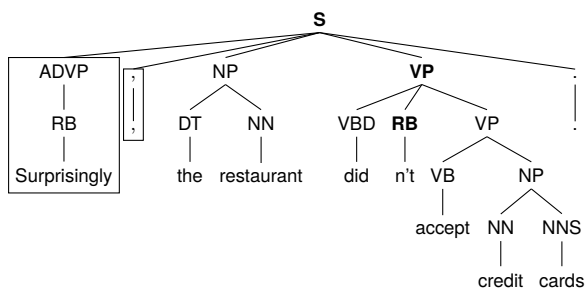 S
ADVP , NP VP .
RB DT NN VBD RB VP
Surprisingly , the restaurant did n't VB NP .
accept NN NNS
credit cards